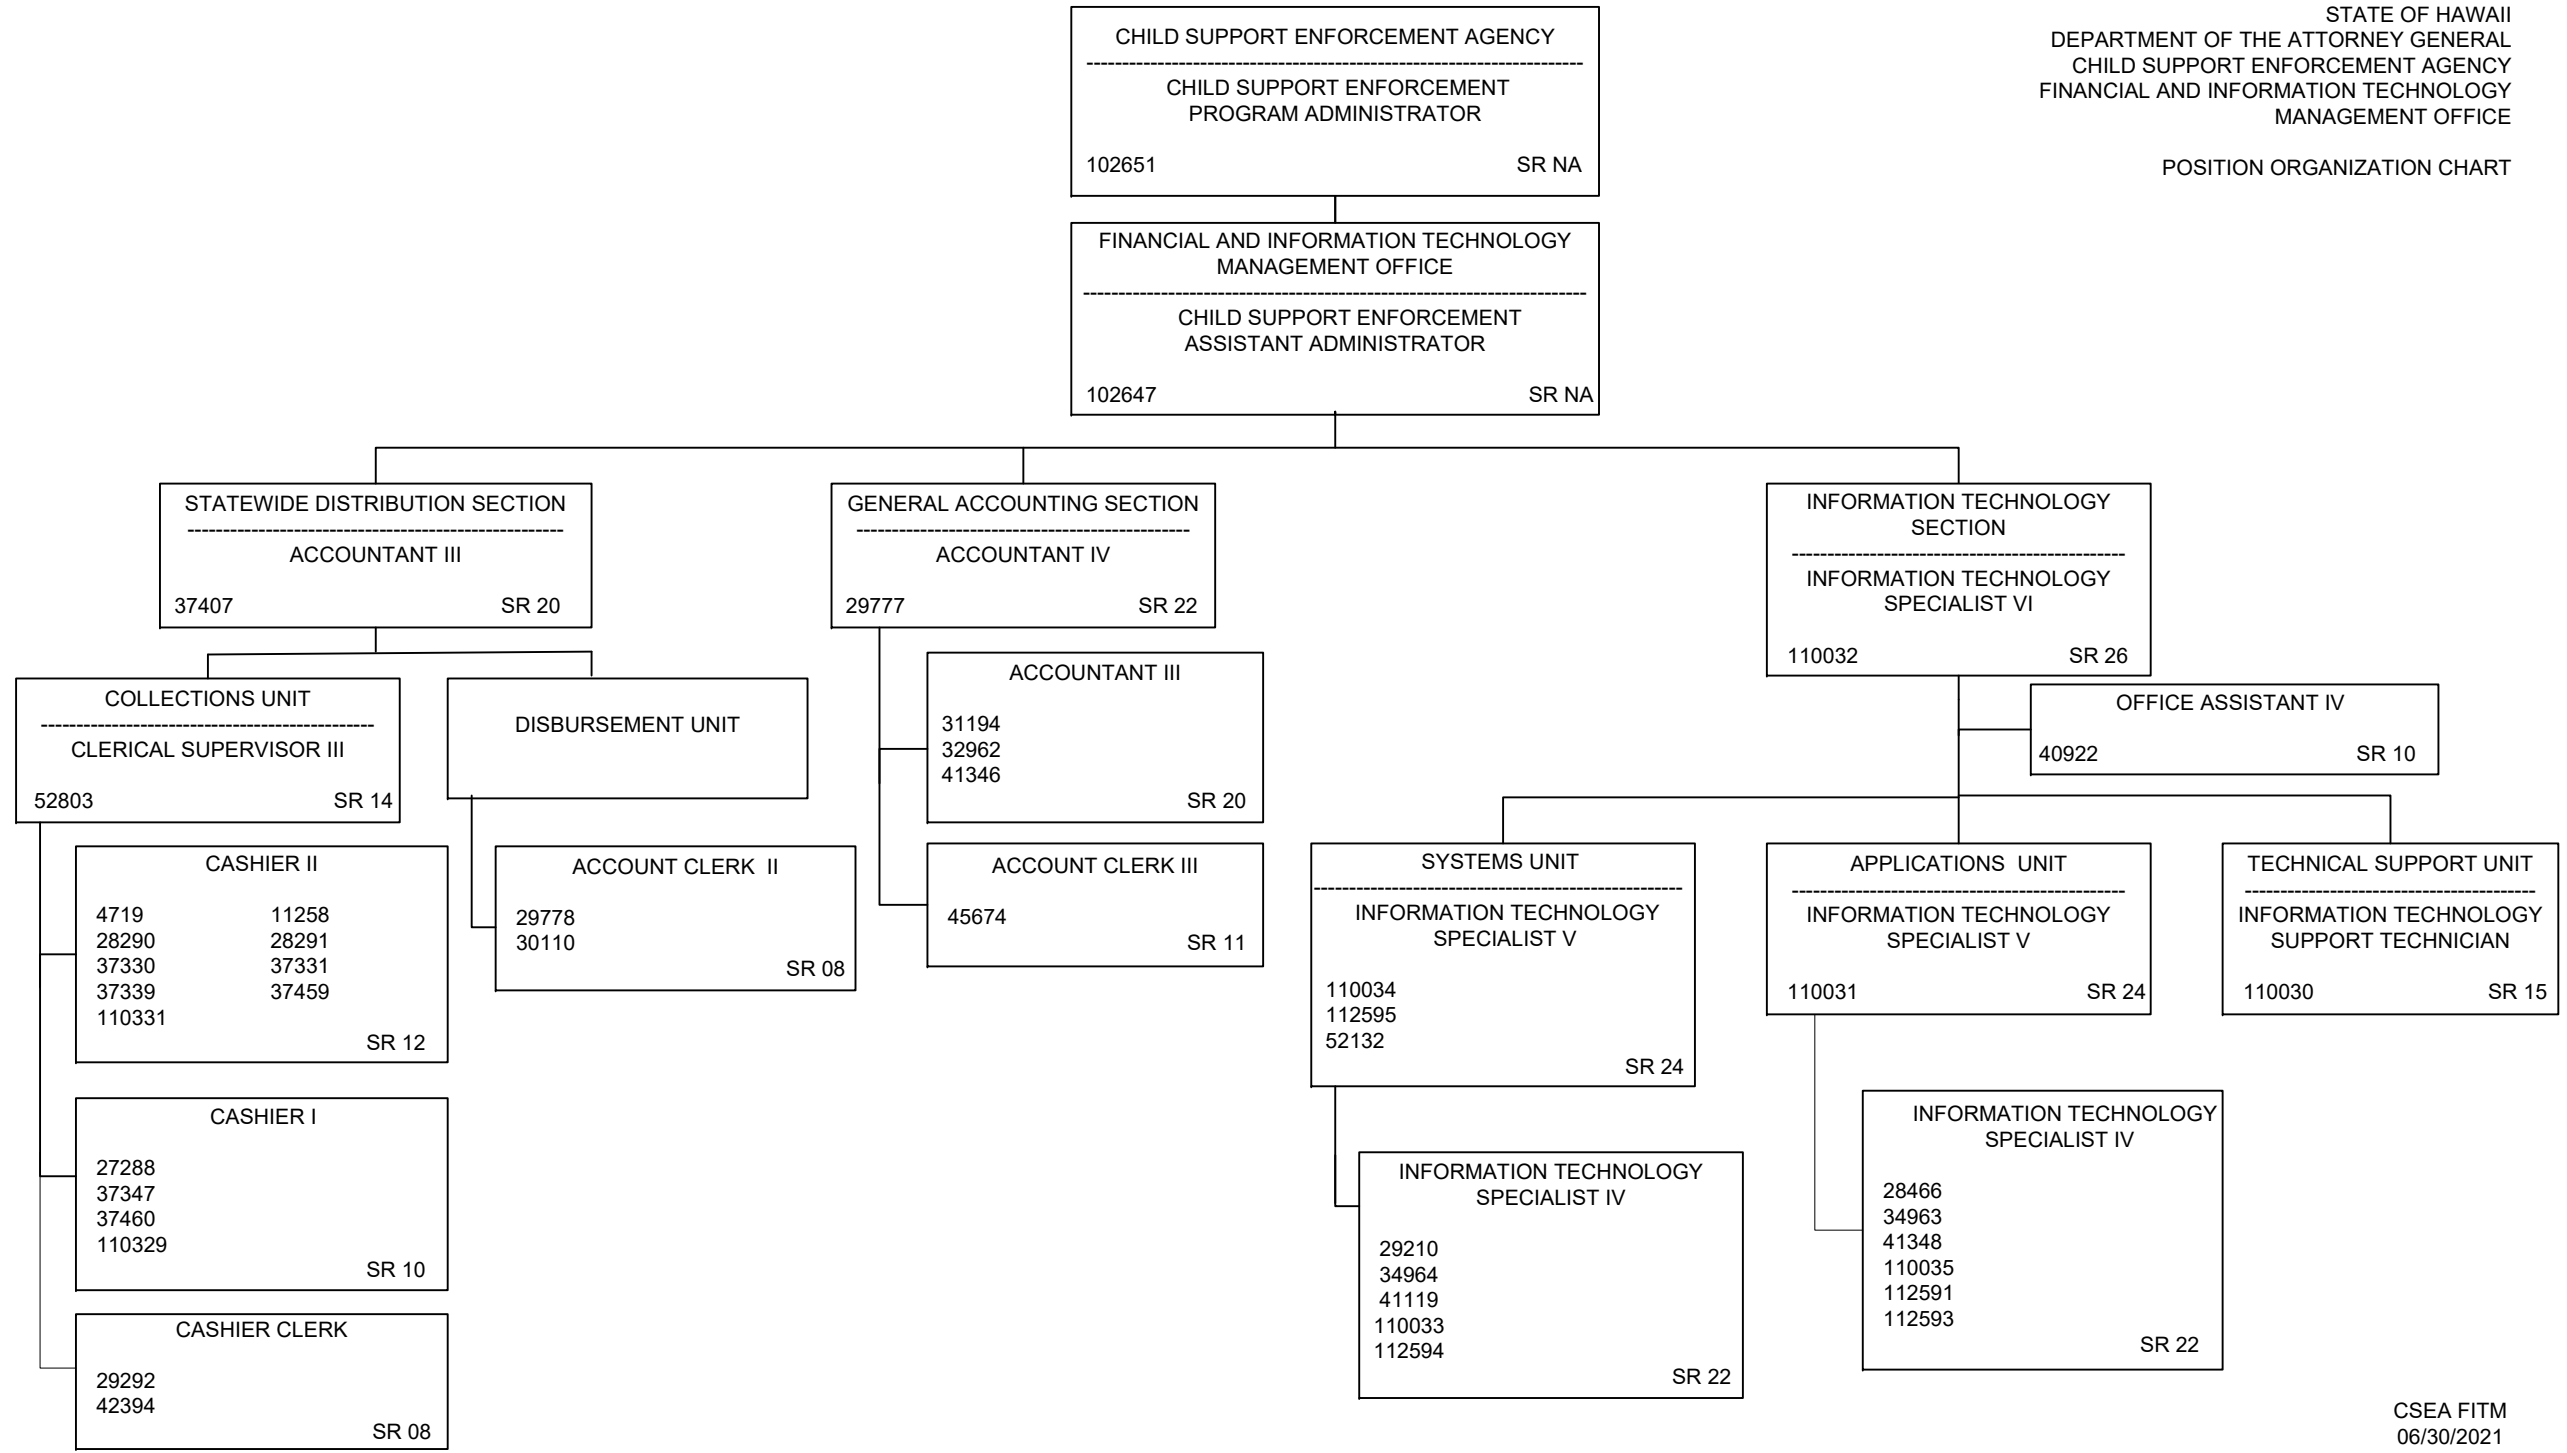 STATE OF HAWAII
DEPARTMENT OF THE ATTORNEY GENERAL
CHILD SUPPORT ENFORCEMENT AGENCY
FINANCIAL AND INFORMATION TECHNOLOGY
MANAGEMENT OFFICE
POSITION ORGANIZATION CHART
CHILD SUPPORT ENFORCEMENT AGENCY
CHILD SUPPORT ENFORCEMENT
PROGRAM ADMINISTRATOR
102651 SR NA
FINANCIAL AND INFORMATION TECHNOLOGY
MANAGEMENT OFFICE
CHILD SUPPORT ENFORCEMENT
ASSISTANT ADMINISTRATOR
102647 SR NA
STATEWIDE DISTRIBUTION SECTION
ACCOUNTANT III
37407 SR 20
COLLECTIONS UNIT
CLERICAL SUPERVISOR III
52803 SR 14
CASHIER II
4719 11258
28290 28291
37330 37331
37339 37459
110331
SR 12
CASHIER I
27288
37347
37460
110329
SR 10
CASHIER CLERK
29292
42394
SR 08
DISBURSEMENT UNIT
ACCOUNT CLERK II
29778
30110
SR 08
GENERAL ACCOUNTING SECTION
ACCOUNTANT IV
29777 SR 22
ACCOUNTANT III
31194
32962
41346
SR 20
ACCOUNT CLERK III
45674
SR 11
INFORMATION TECHNOLOGY
SECTION
INFORMATION TECHNOLOGY
SPECIALIST VI
110032 SR 26
OFFICE ASSISTANT IV
40922 SR 10
SYSTEMS UNIT
INFORMATION TECHNOLOGY
SPECIALIST V
110034
112595
52132
SR 24
INFORMATION TECHNOLOGY
SPECIALIST IV
29210
34964
41119
110033
112594
SR 22
APPLICATIONS UNIT
INFORMATION TECHNOLOGY
SPECIALIST V
110031 SR 24
INFORMATION TECHNOLOGY
SPECIALIST IV
28466
34963
41348
110035
112591
112593
SR 22
TECHNICAL SUPPORT UNIT
INFORMATION TECHNOLOGY
SUPPORT TECHNICIAN
110030 SR 15
CSEA FITM
06/30/2021